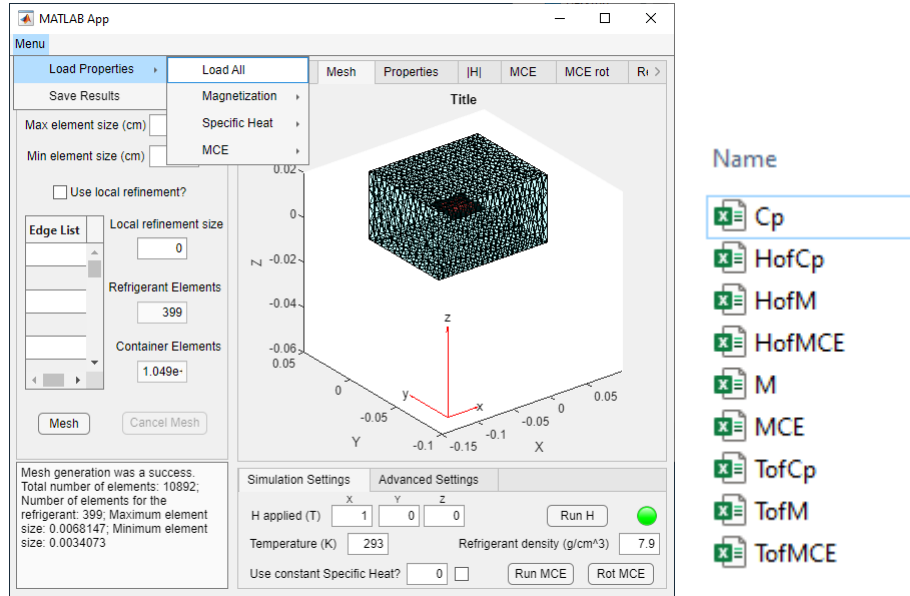 MATLAB App
Menu
Load Properties
Save Results
Load All
Magnetization
Specific Heat
MCE
Mesh
Properties
|H|
MCE
MCE rot
Max element size (cm)
Min element size (cm)
Use local refinement?
Edge List
Local refinement size
0
Refrigerant Elements
399
Container Elements
1.049e-
Mesh
Cancel Mesh
Mesh generation was a success.
Total number of elements: 10892;
Number of elements for the
refrigerant: 399; Maximum element
size: 0.0068147; Minimum element
size: 0.0034073
Title
0.02
0
-0.02
-0.04
-0.06
Z
0.05
0
-0.05
-0.1
Y
-0.15
-0.1
-0.05
0
0.05
X
z
y
x
Simulation Settings
Advanced Settings
X Y Z
H applied (T) 1 0 0 Run H
Temperature (K) 293 Refrigerant density (g/cm^3) 7.9
Use constant Specific Heat? 0 Run MCE Rot MCE
Name
Cp
HofCp
HofM
HofMCE
M
MCE
TofCp
TofM
TofMCE